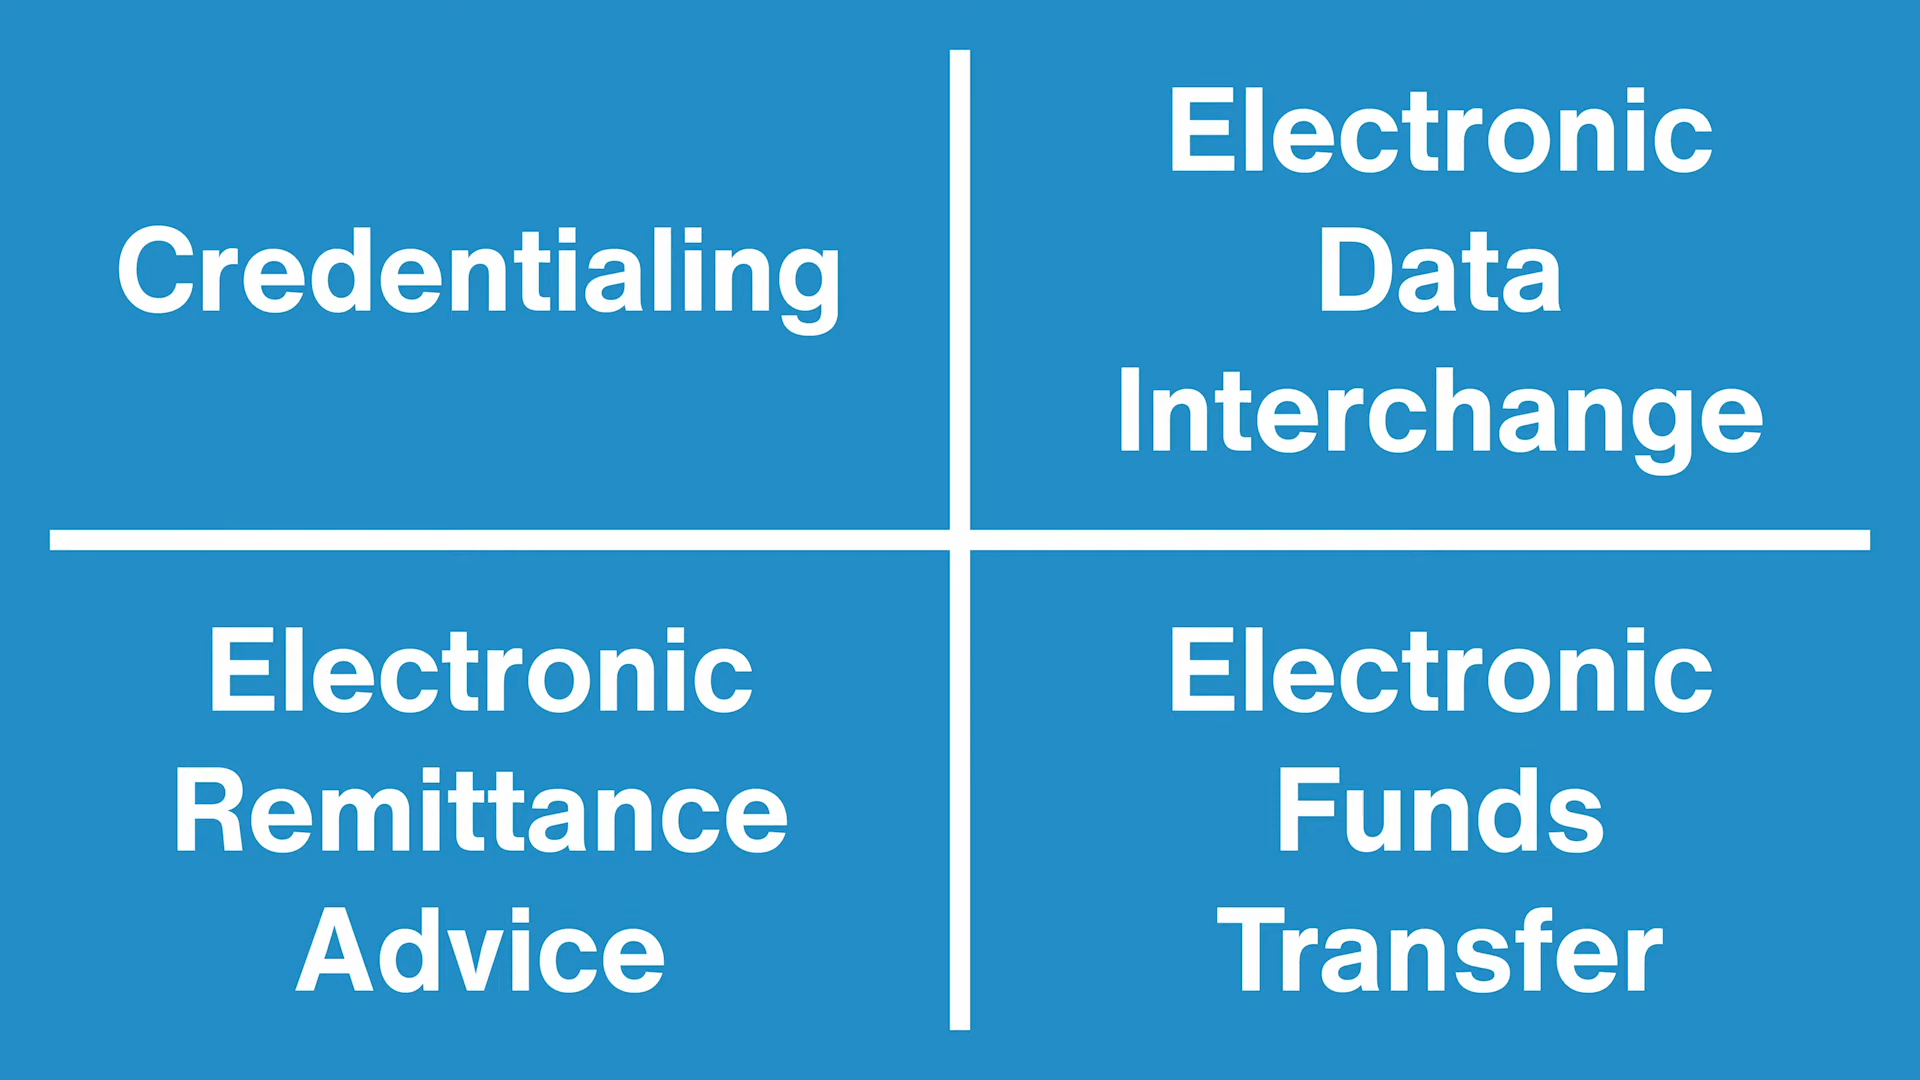 Credentialing
Electronic
Data
Interchange
Electronic
Remittance
Advice
Electronic
Funds
Transfer